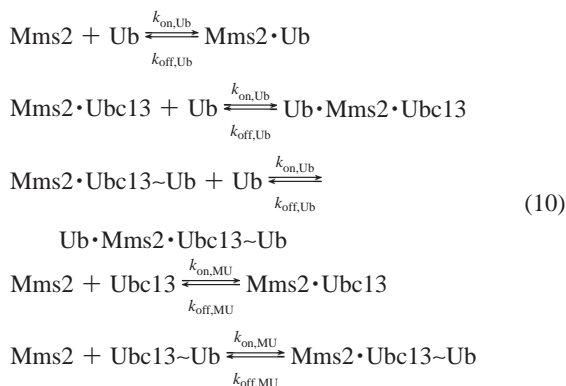 Mms2 + Ub ⇌ Mms2·Ub
k_on,Ub
k_off,Ub
Mms2·Ubc13 + Ub ⇌ Ub·Mms2·Ubc13
k_on,Ub
k_off,Ub
Mms2·Ubc13~Ub + Ub ⇌
k_on,Ub
k_off,Ub
(10)
Ub·Mms2·Ubc13~Ub
Mms2 + Ubc13 ⇌ Mms2·Ubc13
k_on,MU
k_off,MU
Mms2 + Ubc13~Ub ⇌ Mms2·Ubc13~Ub
k_on,MU
k_off,MU